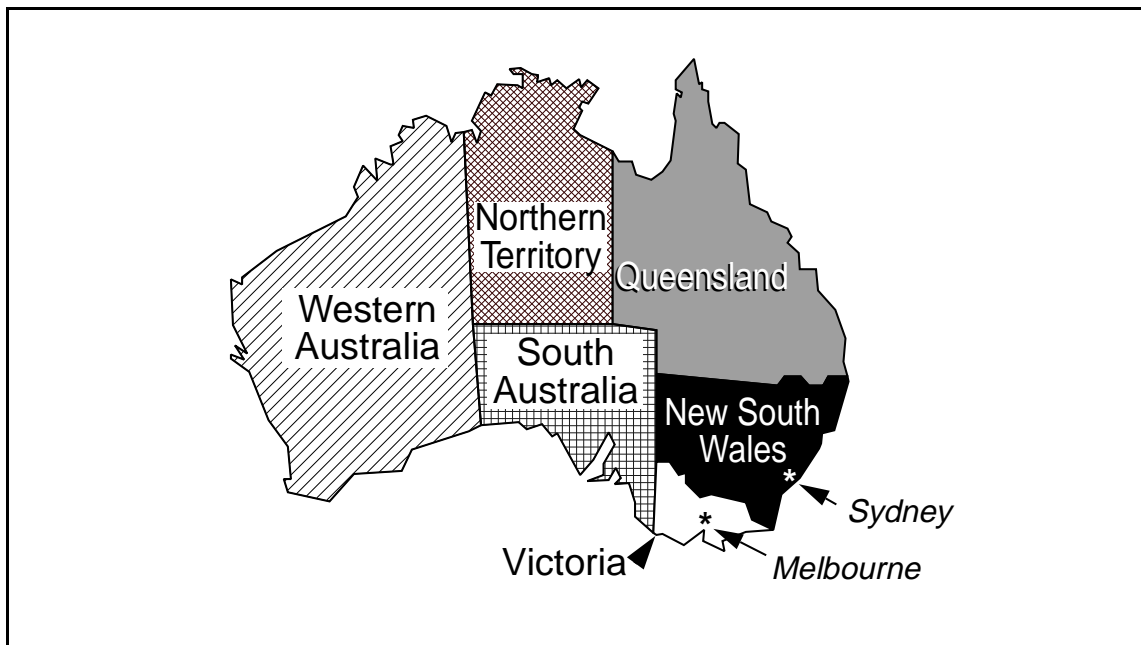 Northern
Territory
Queensland
Western
Australia
South
Australia
New South
Wales
*
Sydney
*
Victoria
Melbourne